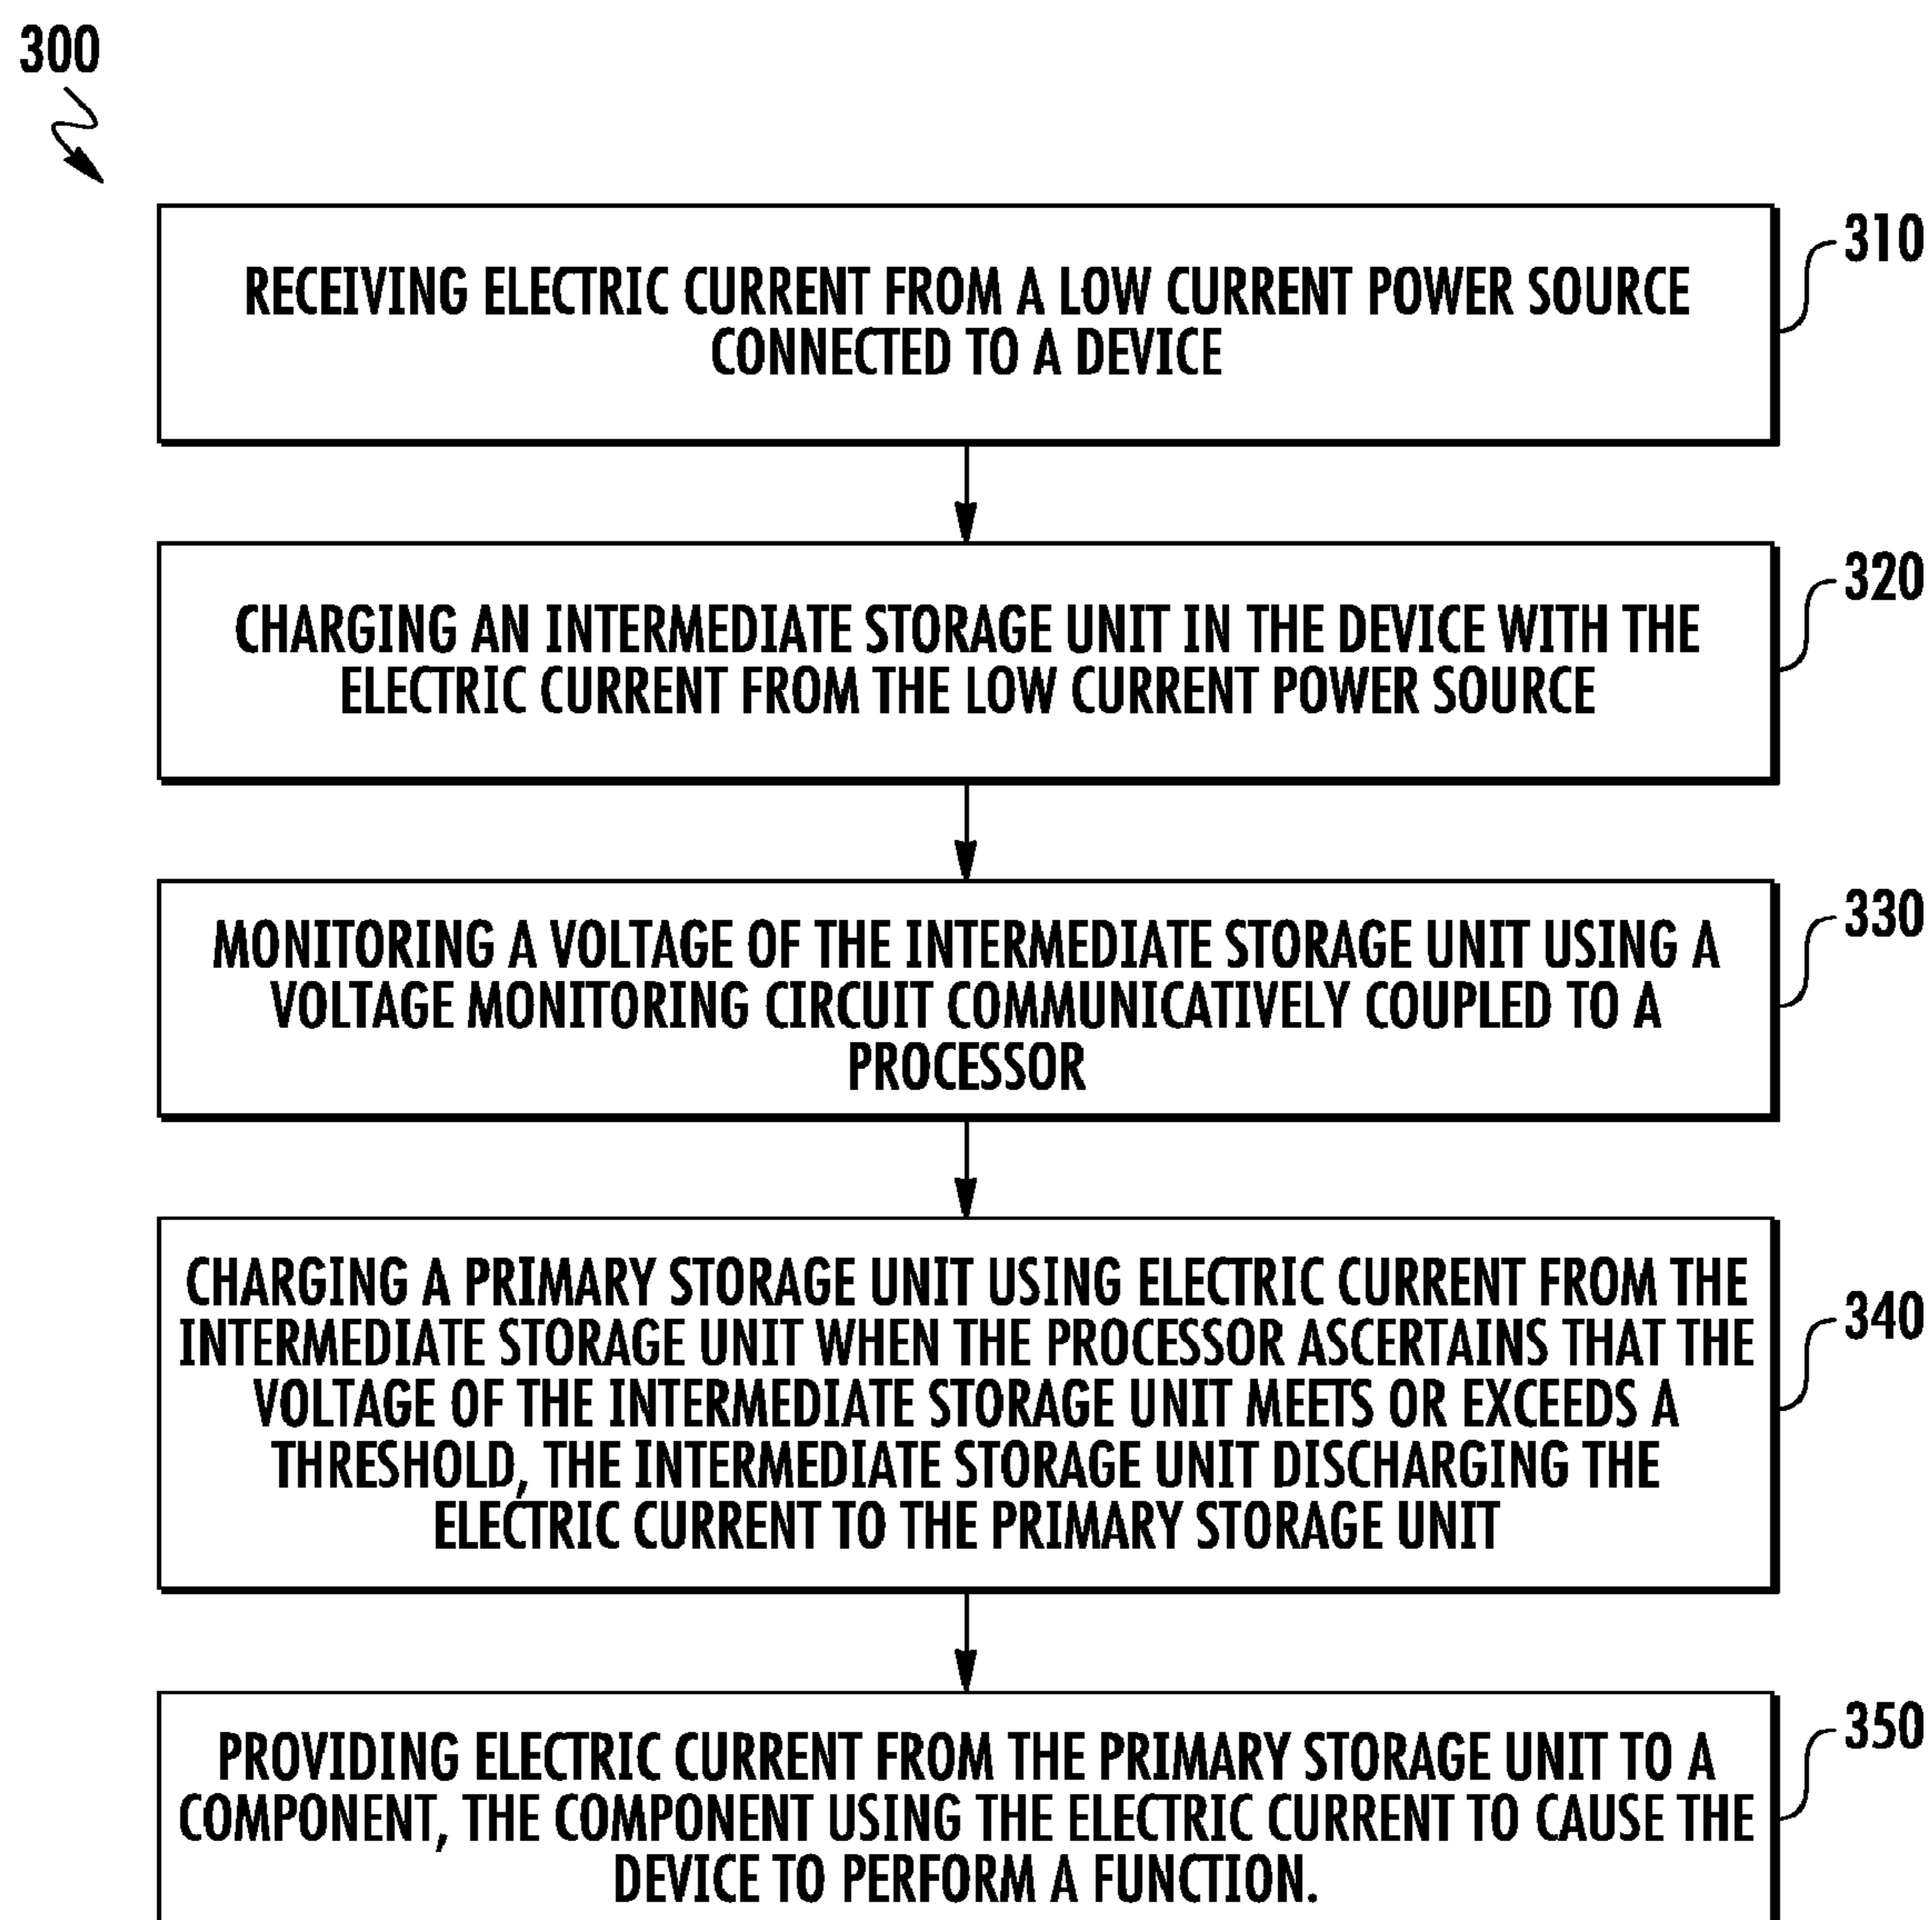 300
310
RECEIVING ELECTRIC CURRENT FROM A LOW CURRENT POWER SOURCE
CONNECTED TO A DEVICE
320
CHARGING AN INTERMEDIATE STORAGE UNIT IN THE DEVICE WITH THE
ELECTRIC CURRENT FROM THE LOW CURRENT POWER SOURCE
330
MONITORING A VOLTAGE OF THE INTERMEDIATE STORAGE UNIT USING A
VOLTAGE MONITORING CIRCUIT COMMUNICATIVELY COUPLED TO A
PROCESSOR
340
CHARGING A PRIMARY STORAGE UNIT USING ELECTRIC CURRENT FROM THE
INTERMEDIATE STORAGE UNIT WHEN THE PROCESSOR ASCERTAINS THAT THE
VOLTAGE OF THE INTERMEDIATE STORAGE UNIT MEETS OR EXCEEDS A
THRESHOLD, THE INTERMEDIATE STORAGE UNIT DISCHARGING THE
ELECTRIC CURRENT TO THE PRIMARY STORAGE UNIT
350
PROVIDING ELECTRIC CURRENT FROM THE PRIMARY STORAGE UNIT TO A
COMPONENT, THE COMPONENT USING THE ELECTRIC CURRENT TO CAUSE THE
DEVICE TO PERFORM A FUNCTION.